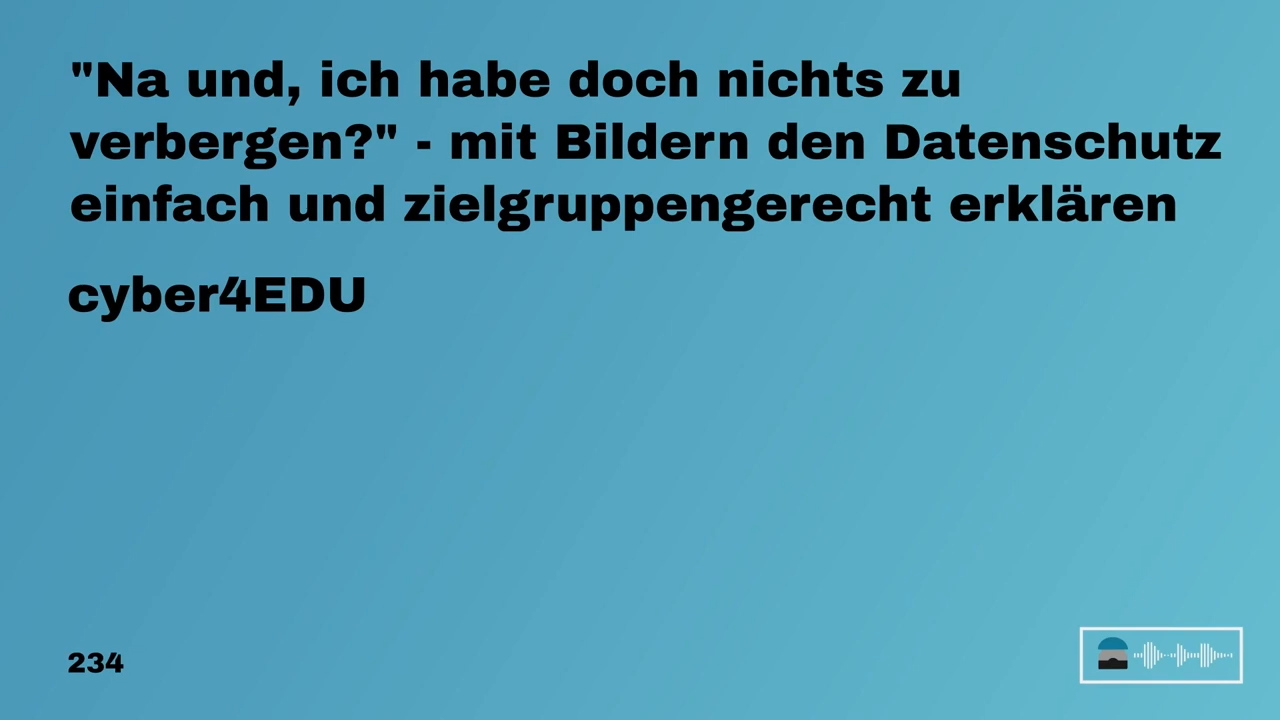 "Na und, ich habe doch nichts zu
verbergen?" - mit Bildern den Datenschutz
einfach und zielgruppengerecht erklären
cyber4EDU
234